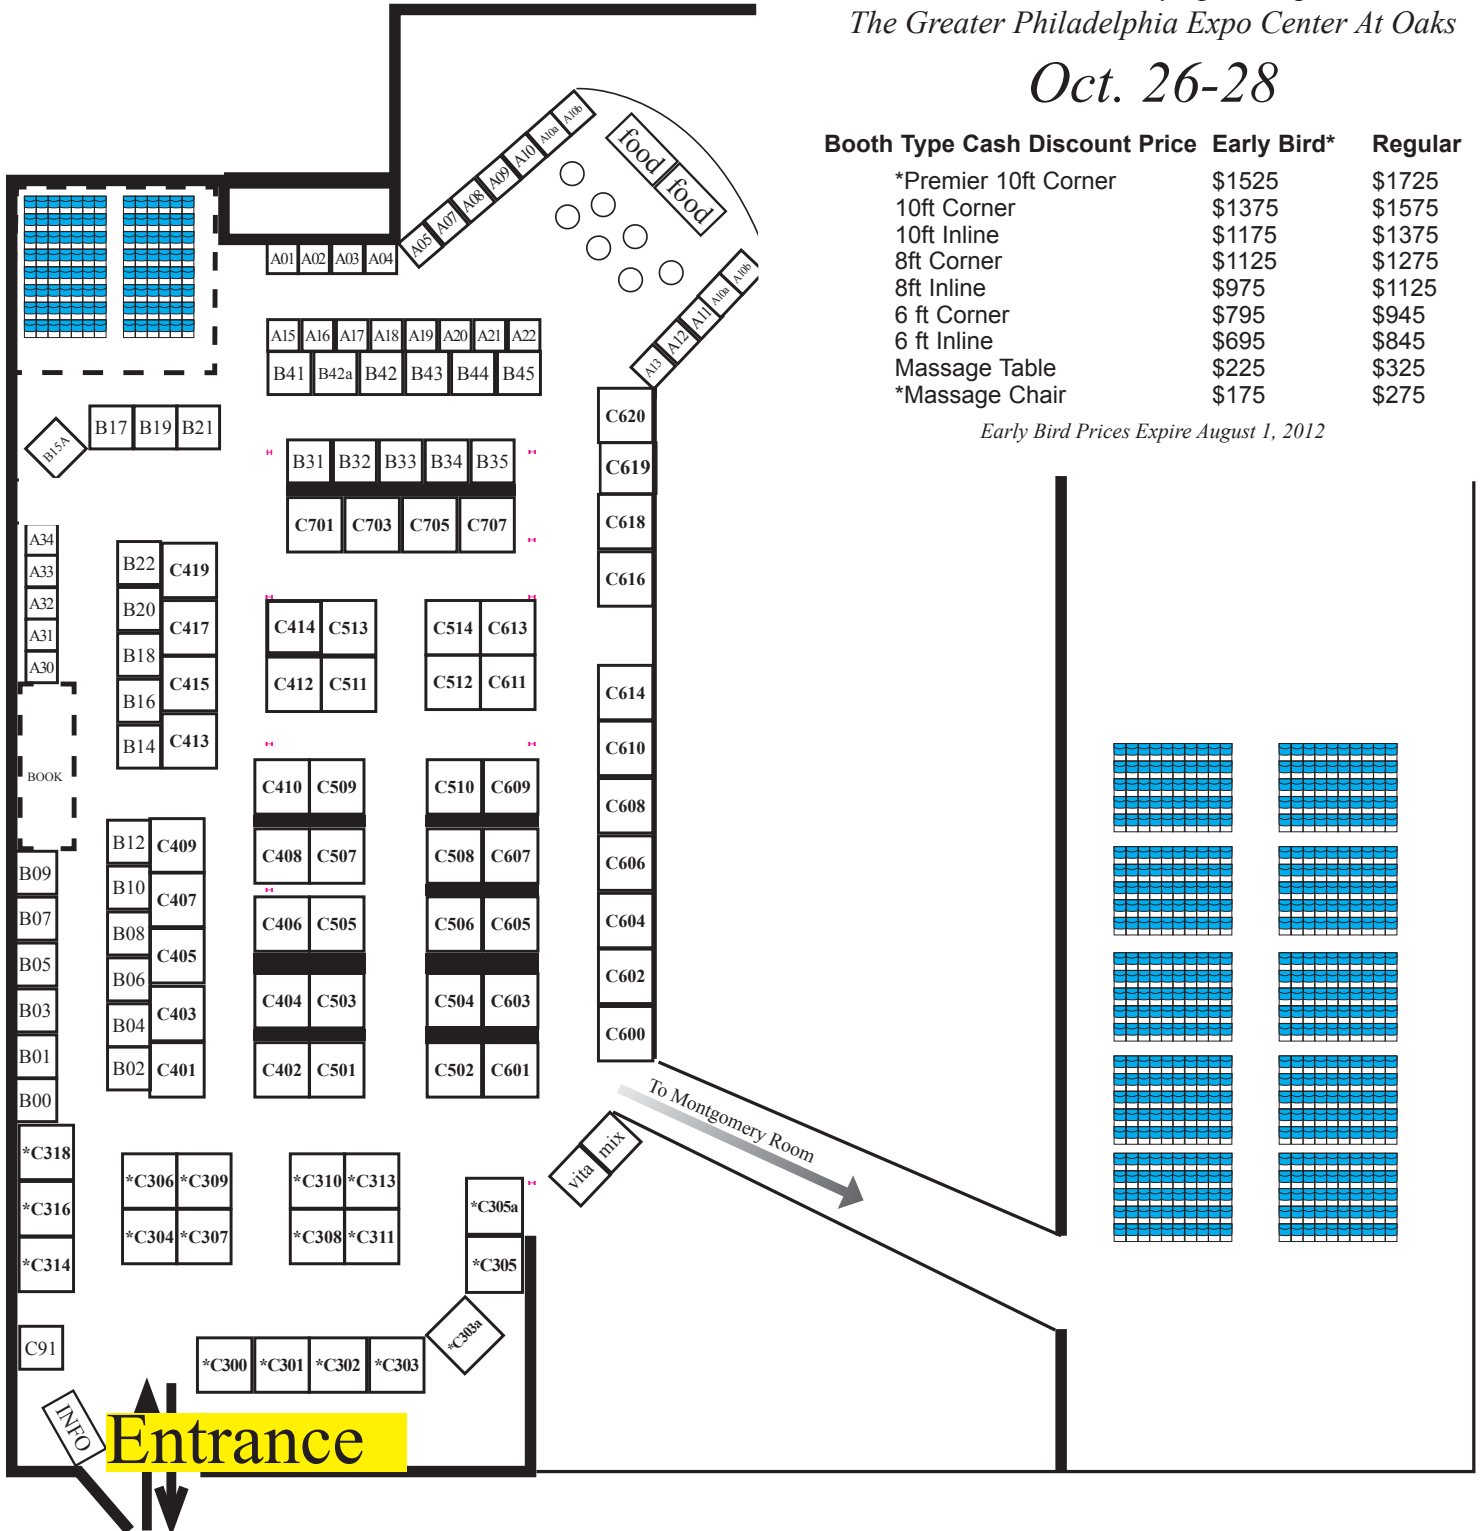 The Greater Philadelphia Expo Center At Oaks
Oct. 26-28
Booth Type Cash Discount Price Early Bird* Regular
*Premier 10ft Corner $1525 $1725
10ft Corner $1375 $1575
10ft Inline $1175 $1375
8ft Corner $1125 $1275
8ft Inline $975 $1125
6 ft Corner $795 $945
6 ft Inline $695 $845
Massage Table $225 $325
*Massage Chair $175 $275
Early Bird Prices Expire August 1, 2012
A05 A07 A08 A09 A10 A10a A10b
food food
A01 A02 A03 A04
A13 A12 A11 A10a A10b
A15 A16 A17 A18 A19 A20 A21 A22
B41 B42a B42 B43 B44 B45
B15A B17 B19 B21
B31 B32 B33 B34 B35
C701 C703 C705 C707
C620
C619
C618
C616
C614
C610
C608
C606
C604
C602
C600
A34
A33
A32
A31
A30
BOOK
B22 C419
B20 C417
B18 C415
B16 C413
B14
C414 C513
C412 C511
C514 C613
C512 C611
C410 C509
C510 C609
C408 C507
C508 C607
C406 C505
C506 C605
C404 C503
C504 C603
C402 C501
C502 C601
B12 C409
B10 C407
B08 C405
B06 C403
B04 C401
B02
B09
B07
B05
B03
B01
B00
*C318
*C316
*C314
C91
*C306 *C309
*C304 *C307
*C310 *C313
*C308 *C311
*C305a
*C305
*C303a
vita mix
To Montgomery Room
*C300 *C301 *C302 *C303
INFO
Entrance